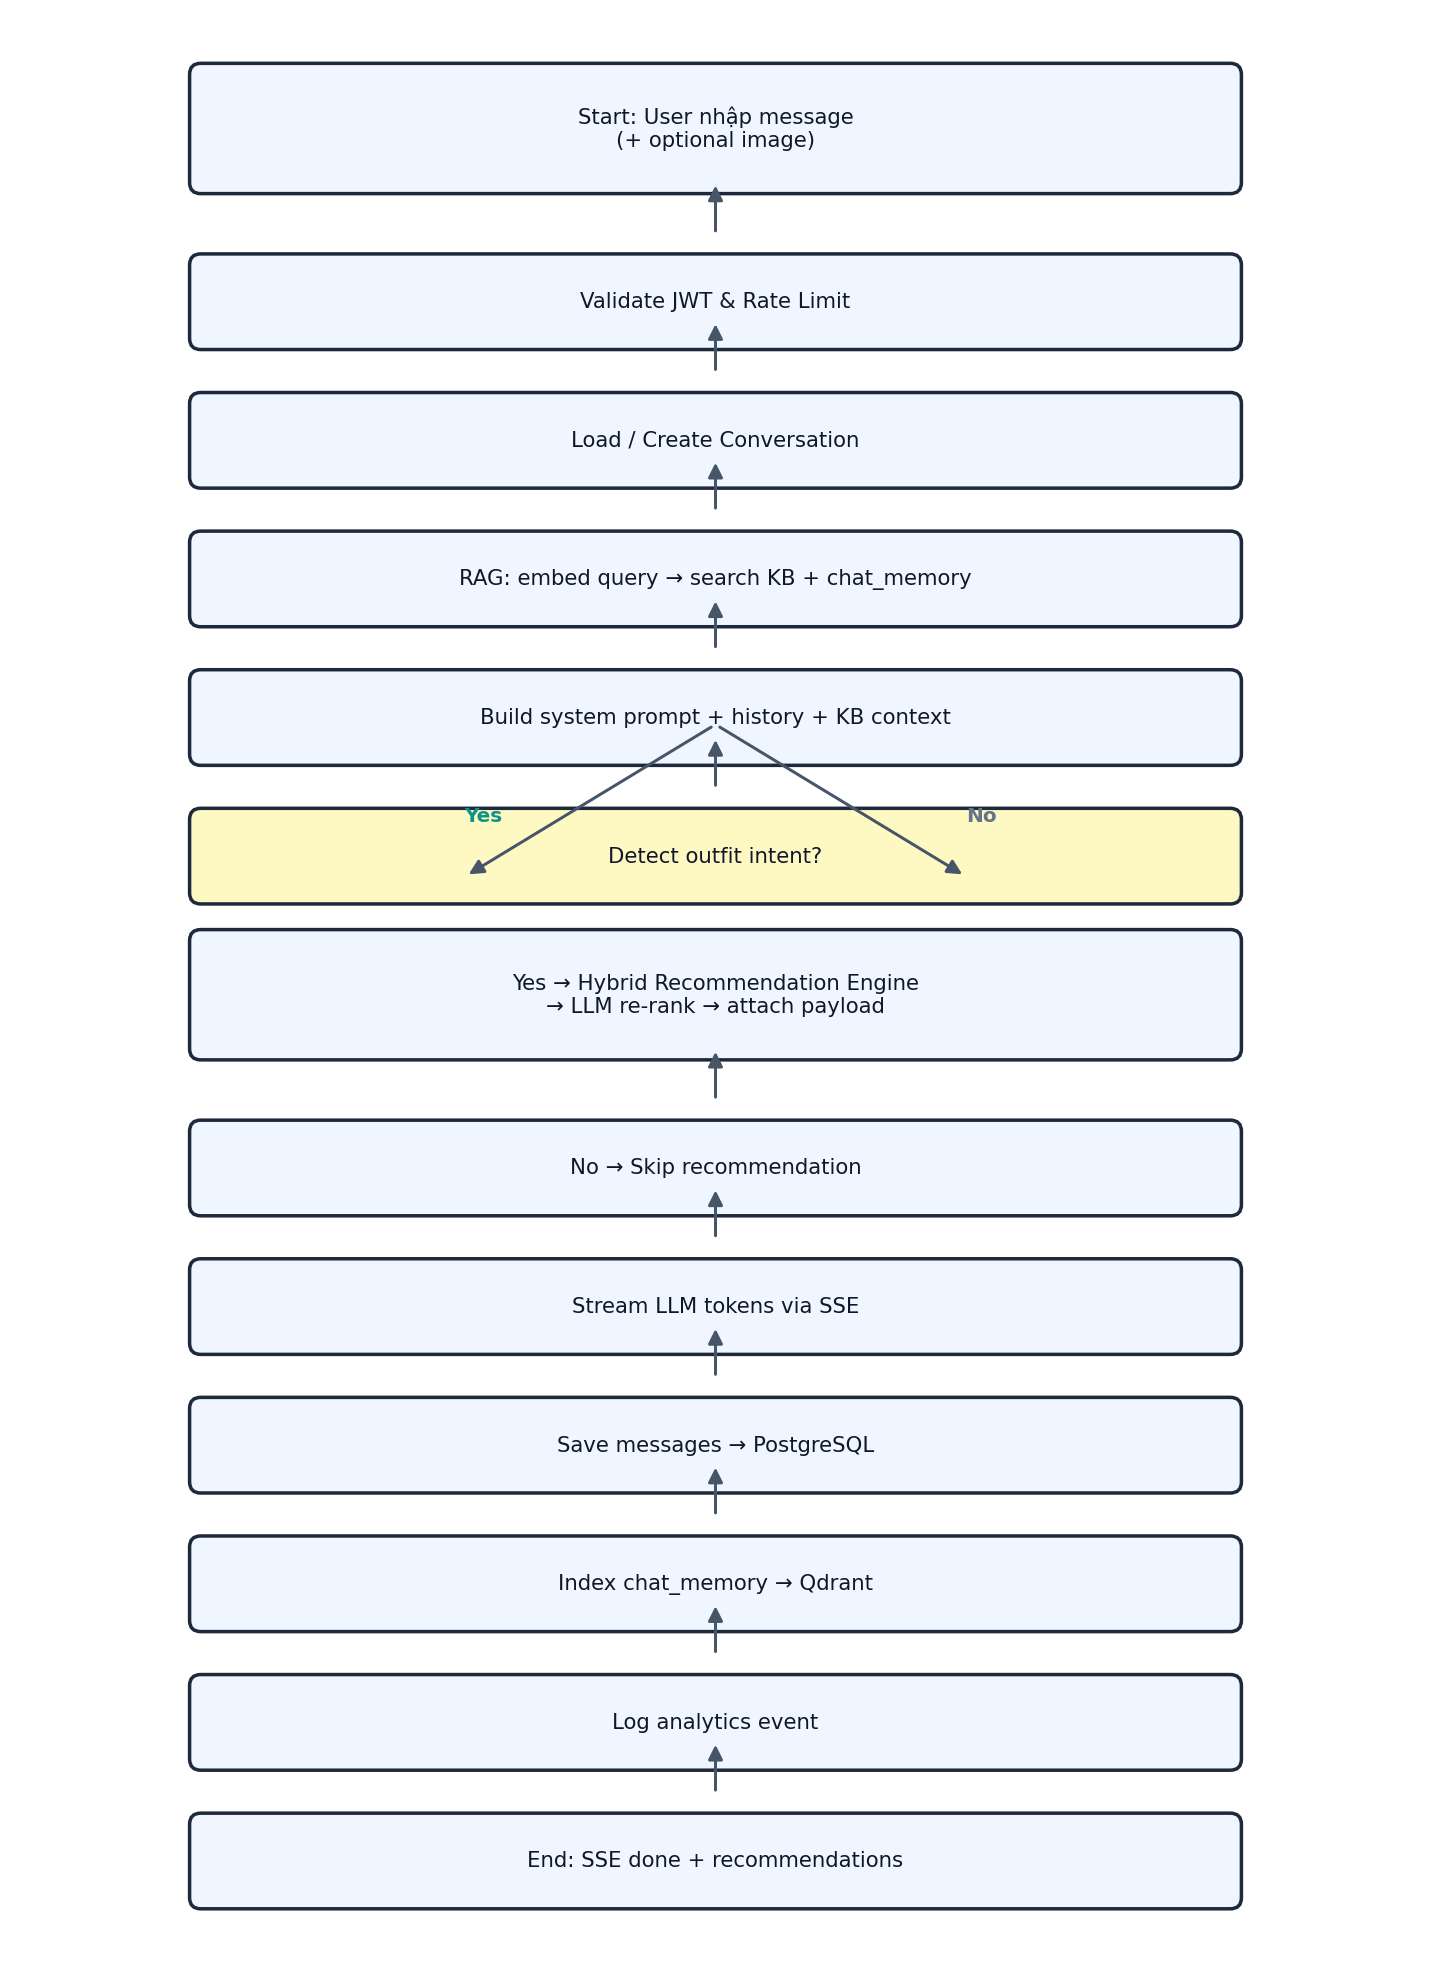 Start: User nhập message
(+ optional image)
Validate JWT & Rate Limit
Load / Create Conversation
RAG: embed query → search KB + chat_memory
Build system prompt + history + KB context
Yes
No
Detect outfit intent?
Yes → Hybrid Recommendation Engine
→ LLM re-rank → attach payload
No → Skip recommendation
Stream LLM tokens via SSE
Save messages → PostgreSQL
Index chat_memory → Qdrant
Log analytics event
End: SSE done + recommendations